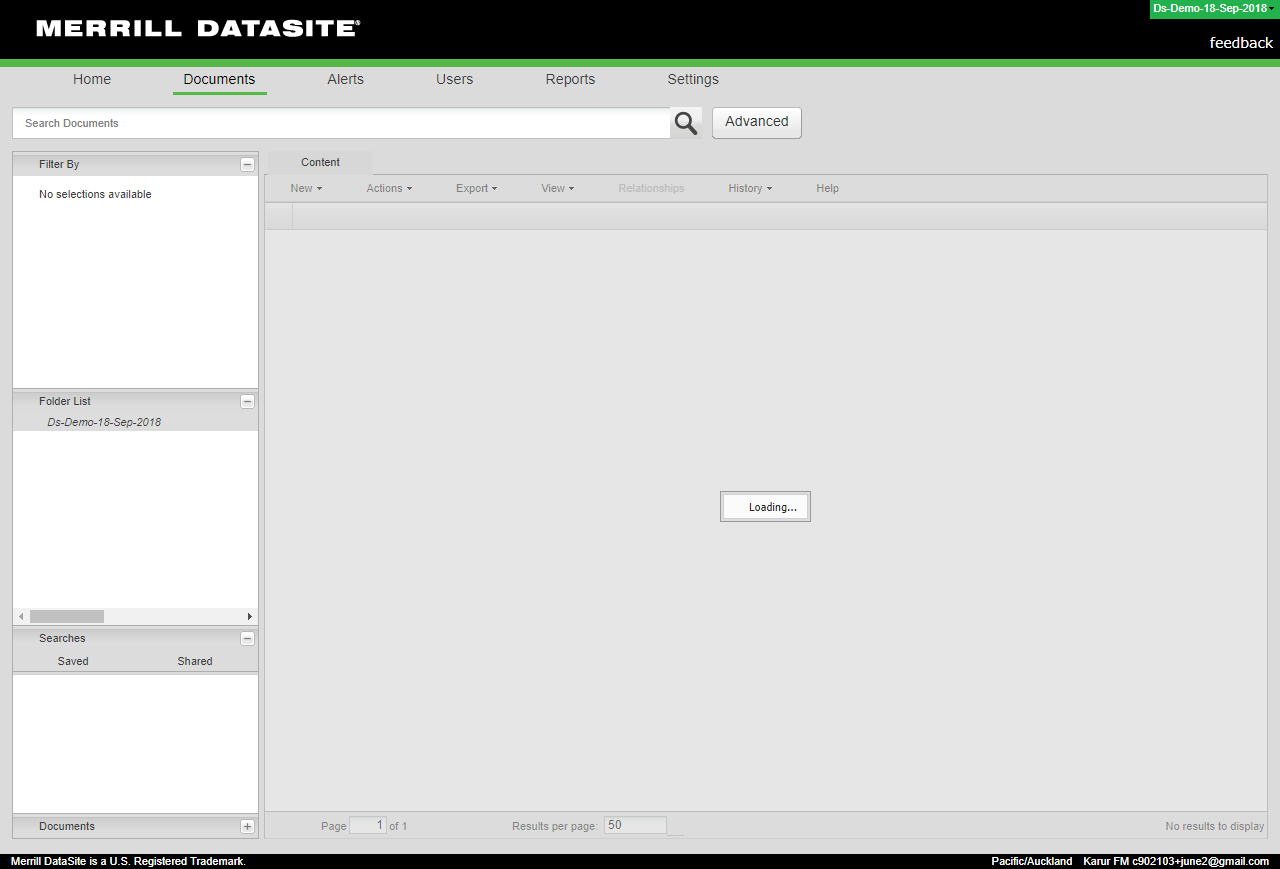 MERRILL DATASITE®
Ds-Demo-18-Sep-2018
feedback
Home Documents Alerts Users Reports Settings
Search Documents Advanced
Filter By
No selections available
Folder List
Ds-Demo-18-Sep-2018
Searches
Saved Shared
Documents
Content
New Actions Export View Relationships History Help
Loading...
Page 1 of 1 Results per page: 50 No results to display
Merrill DataSite is a U.S. Registered Trademark. Pacific/Auckland Karur FM c902103+june2@gmail.com